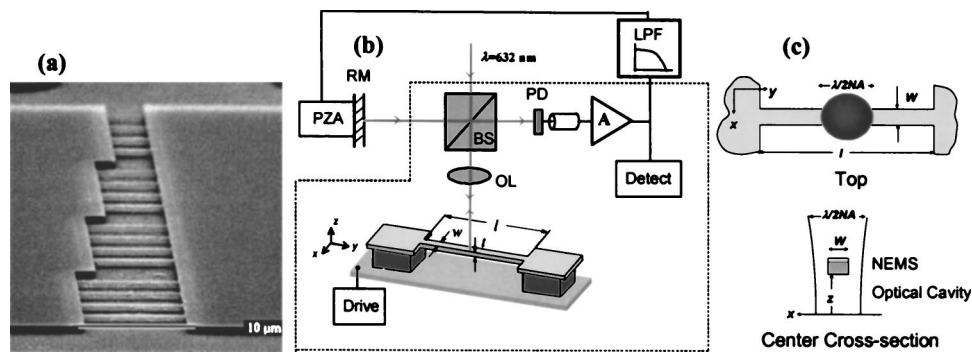 (a)
10 μm
(b)
λ=632 nm
LPF
RM
PZA
BS
PD
A
OL
Detect
z
x
y
l
w
t
Drive
(c)
λ/2NA
y
x
w
l
Top
λ/2NA
w
NEMS
z
Optical Cavity
x
Center Cross-section